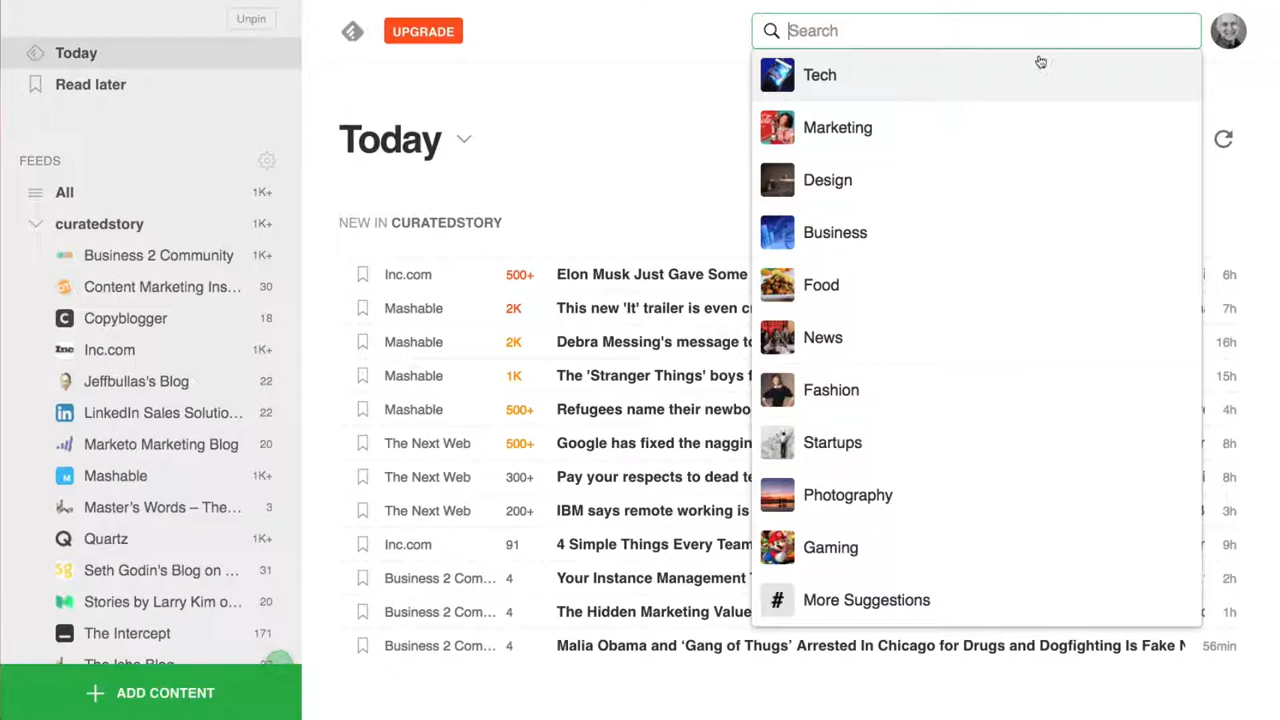 Unpin
Today
Read later
FEEDS
All 1K+
curatedstory 1K+
Business 2 Community 1K+
Content Marketing Ins... 30
Copyblogger 18
Inc.com 1K+
Jeffbullas's Blog 22
LinkedIn Sales Solutio... 22
Marketo Marketing Blog 20
Mashable 1K+
Master's Words – The... 3
Quartz 1K+
Seth Godin's Blog on ... 31
Stories by Larry Kim o... 20
The Intercept 171
ADD CONTENT
UPGRADE
Search
Tech
Marketing
Design
Business
Food
News
Fashion
Startups
Photography
Gaming
# More Suggestions
Today
NEW IN CURATEDSTORY
Inc.com 500+ Elon Musk Just Gave Some 6h
Mashable 2K This new 'It' trailer is even 7h
Mashable 2K Debra Messing's message to 16h
Mashable 1K The 'Stranger Things' boys 15h
Mashable 500+ Refugees name their newbo 4h
The Next Web 500+ Google has fixed the naggin 8h
The Next Web 300+ Pay your respects to dead 8h
The Next Web 200+ IBM says remote working is 3h
Inc.com 91 4 Simple Things Every Team 9h
Business 2 Com... 4 Your Instance Management 2h
Business 2 Com... 4 The Hidden Marketing Value 1h
Business 2 Com... 4 Malia Obama and ‘Gang of Thugs’ Arrested In Chicago for Drugs and Dogfighting Is Fake 56min